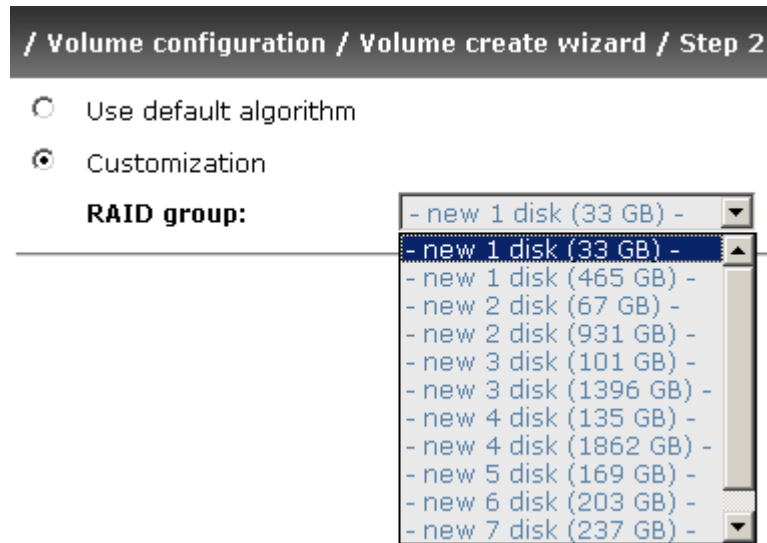 / Volume configuration / Volume create wizard / Step 2
Use default algorithm
Customization
RAID group:
- new 1 disk (33 GB) -
- new 1 disk (33 GB) -
- new 1 disk (465 GB) -
- new 2 disk (67 GB) -
- new 2 disk (931 GB) -
- new 3 disk (101 GB) -
- new 3 disk (1396 GB) -
- new 4 disk (135 GB) -
- new 4 disk (1862 GB) -
- new 5 disk (169 GB) -
- new 6 disk (203 GB) -
- new 7 disk (237 GB) -